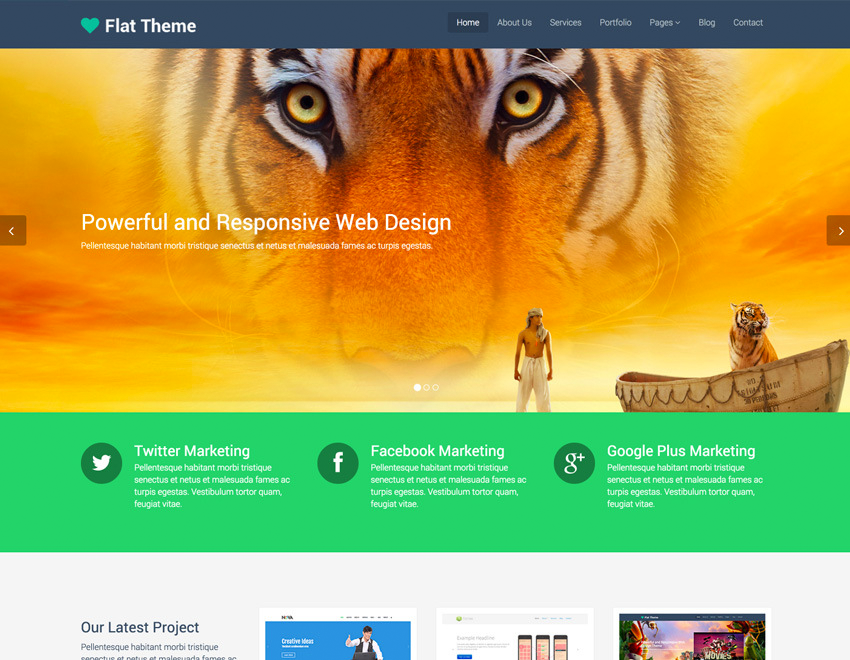 Flat Theme
Home About Us Services Portfolio Pages Blog Contact
Powerful and Responsive Web Design
Pellentesque habitant morbi tristique senectus et netus et malesuada fames ac turpis egestas.
Twitter Marketing
Pellentesque habitant morbi tristique
senectus et netus et malesuada fames ac
turpis egestas. Vestibulum tortor quam,
feugiat vitae.
Facebook Marketing
Pellentesque habitant morbi tristique
senectus et netus et malesuada fames ac
turpis egestas. Vestibulum tortor quam,
feugiat vitae.
Google Plus Marketing
Pellentesque habitant morbi tristique
senectus et netus et malesuada fames ac
turpis egestas. Vestibulum tortor quam,
feugiat vitae.
Our Latest Project
Pellentesque habitant morbi tristique
senectus et netus et malesuada fames ac
Creative Ideas
Example Headline